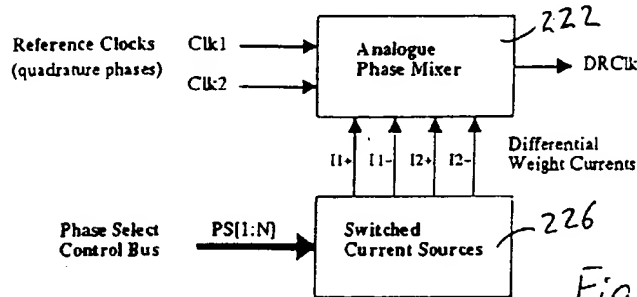 Reference Clocks
(quadrature phases)
Clk1
Clk2
Analogue
Phase Mixer
222
DRClk
I1+
I1-
I2+
I2-
Differential
Weight Currents
Phase Select
Control Bus
PS[1:N]
Switched
Current Sources
226
Fig